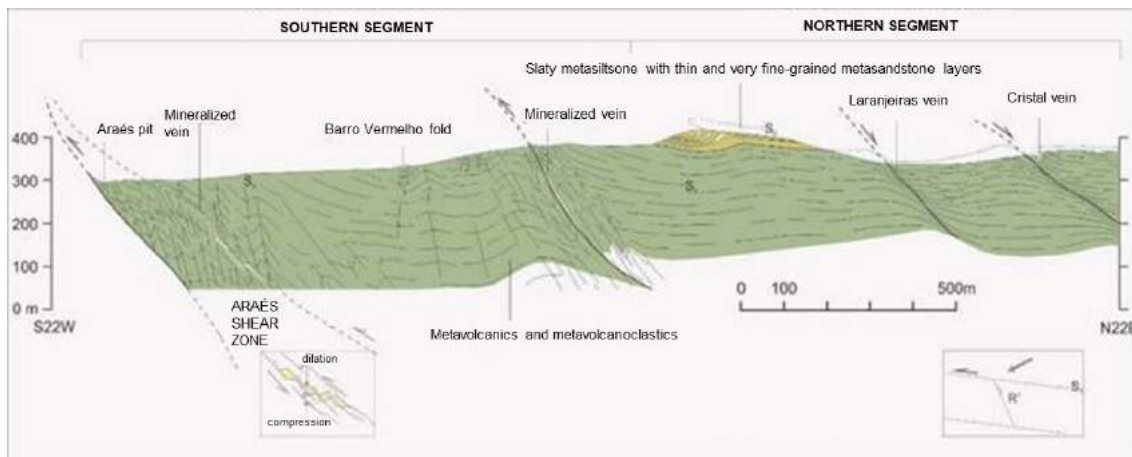 SOUTHERN SEGMENT
NORTHERN SEGMENT
Slaty metasiltsone with thin and very fine-grained metasandstone layers
Araés pit
Mineralized
vein
Barro Vermelho fold
Mineralized vein
Laranjeiras vein
Cristal vein
400
300
200
100
0 m
S22W
ARAÉS
SHEAR
ZONE
Metavolcanics and metavolcanoclastics
0 100 500m
dilation
compression
R'